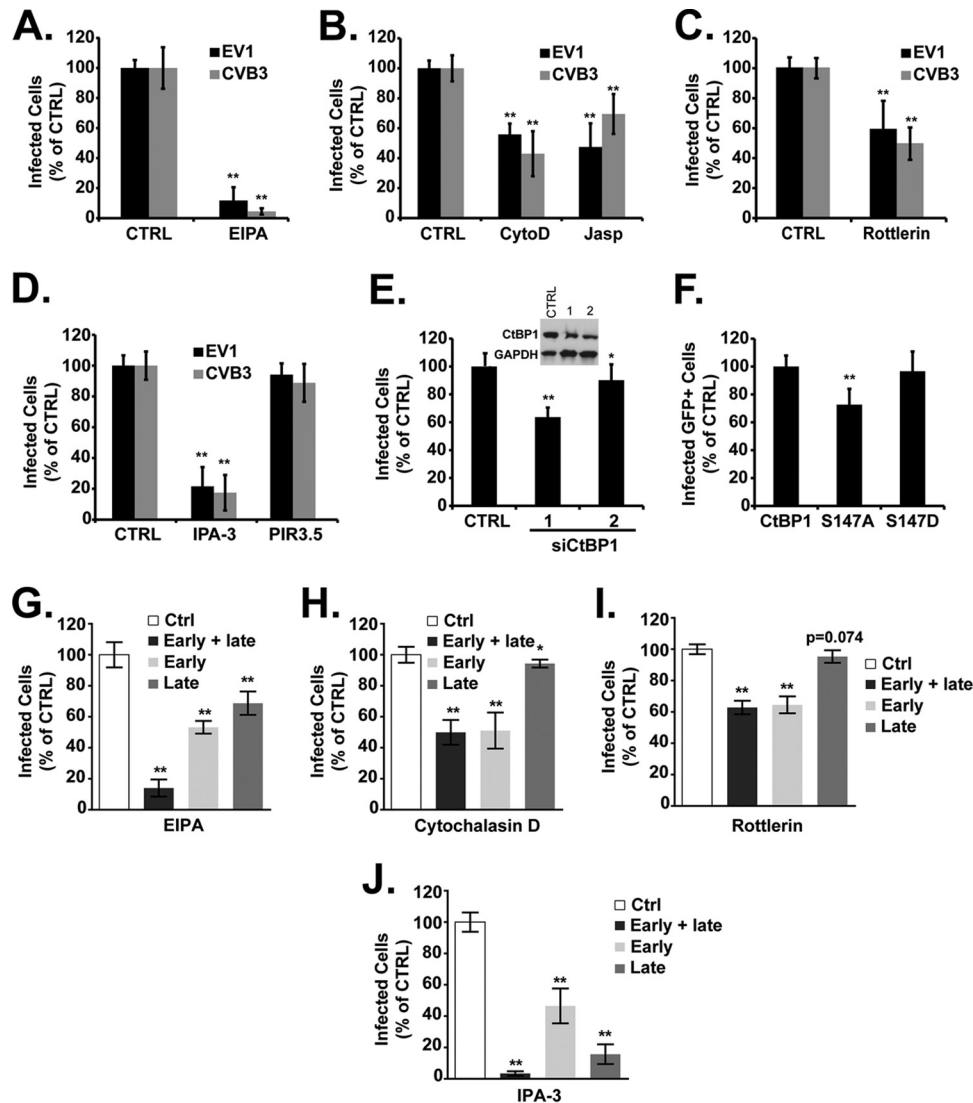 A.
120
100
80
60
40
20
0
Infected Cells
(% of CTRL)
EV1
CVB3
**
**
CTRL
EIPA
B.
120
100
80
60
40
20
0
Infected Cells
(% of CTRL)
EV1
CVB3
**
**
**
**
CTRL
CytoD
Jasp
C.
120
100
80
60
40
20
0
Infected Cells
(% of CTRL)
EV1
CVB3
**
**
CTRL
Rottlerin
D.
120
100
80
60
40
20
0
Infected Cells
(% of CTRL)
EV1
CVB3
**
**
CTRL
IPA-3
PIR3.5
E.
CTRL
1
2
CtBP1
GAPDH
120
100
80
60
40
20
0
Infected Cells
(% of CTRL)
**
*
CTRL
1
2
siCtBP1
F.
120
100
80
60
40
20
0
Infected GFP+ Cells
(% of CTRL)
**
CtBP1
S147A
S147D
G.
Ctrl
Early + late
Early
Late
120
100
80
60
40
20
0
Infected Cells
(% of CTRL)
**
**
**
EIPA
H.
Ctrl
Early + late
Early
Late
120
100
80
60
40
20
0
Infected Cells
(% of CTRL)
**
**
*
Cytochalasin D
I.
120
100
80
60
40
20
0
Infected Cells
(% of CTRL)
**
**
p=0.074
Ctrl
Early + late
Early
Late
Rottlerin
J.
120
100
80
60
40
20
0
Infected Cells
(% of CTRL)
**
**
**
Ctrl
Early + late
Early
Late
IPA-3